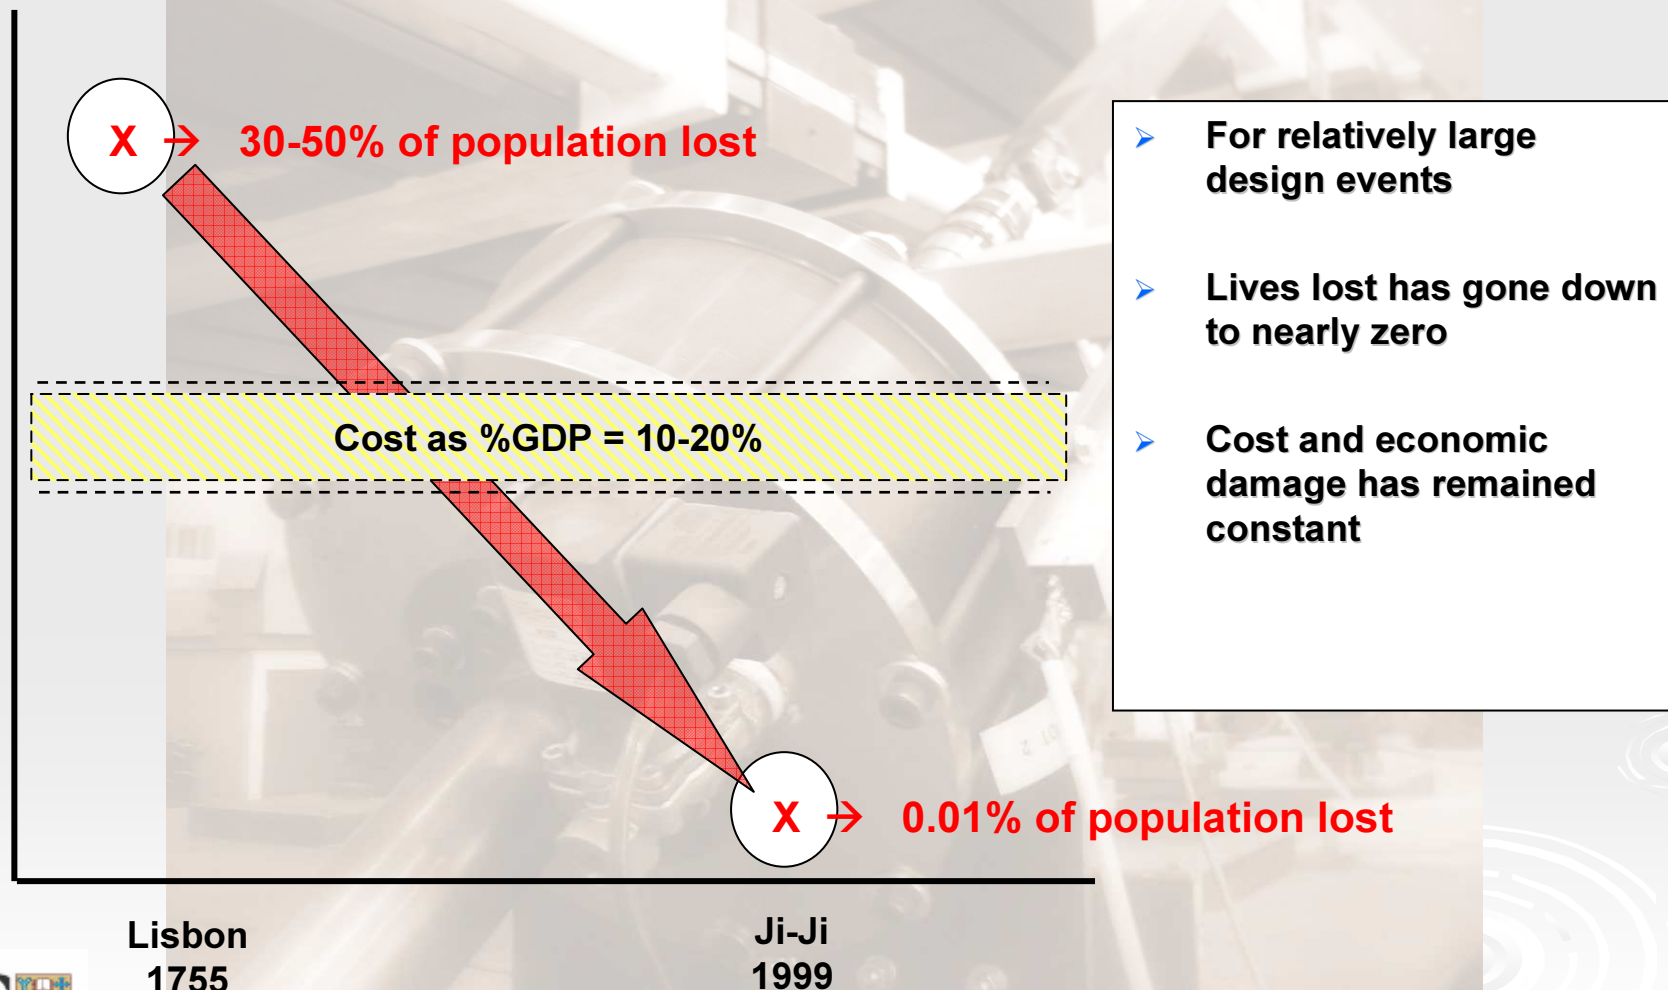 X → 30-50% of population lost
➢ For relatively large
design events
➢ Lives lost has gone down
to nearly zero
➢ Cost and economic
damage has remained
constant
Cost as %GDP = 10-20%
X → 0.01% of population lost
Lisbon
1755
Ji-Ji
1999